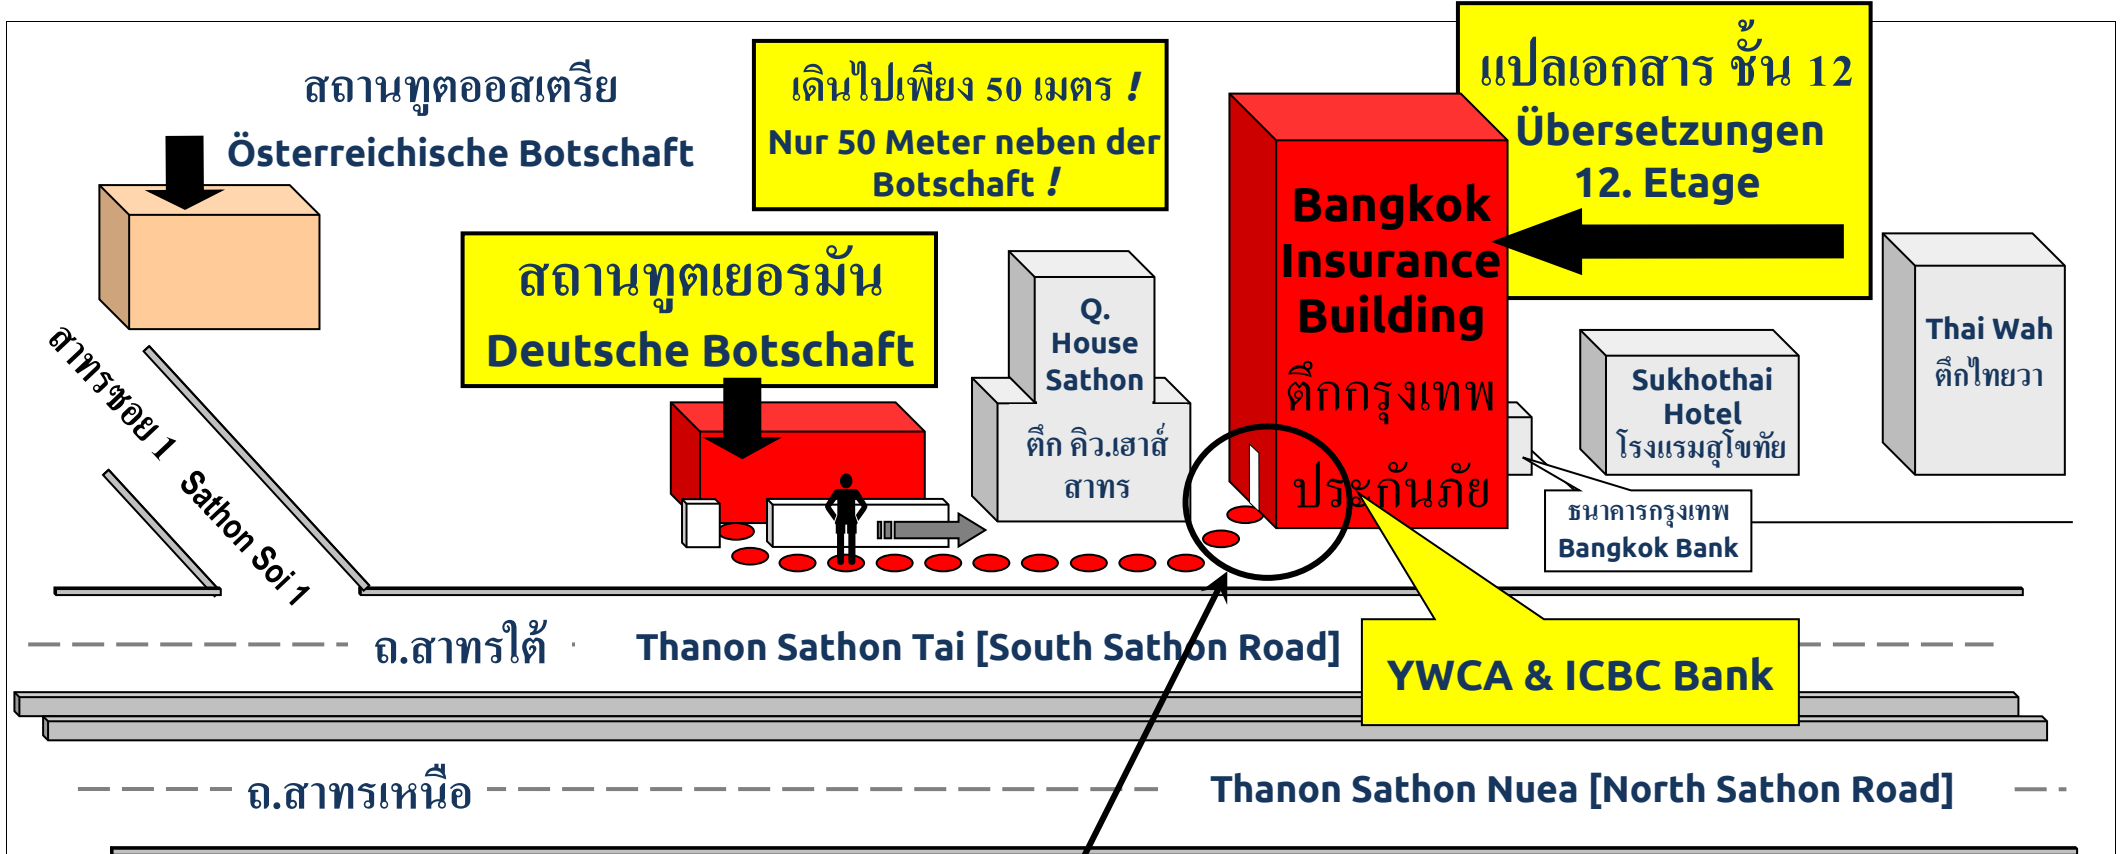 สถานทูตออสเตรีย
Österreichische Botschaft
เดินไปเพียง 50 เมตร !
Nur 50 Meter neben der
Botschaft !
แปลเอกสาร ชั้น 12
Übersetzungen
12. Etage
สถานทูตเยอรมัน
Deutsche Botschaft
Q.
House
Sathon
ตึก คิว.เฮาส์
สาทร
Bangkok
Insurance
Building
ตึกกรุงเทพ
ประกันภัย
Sukhothai
Hotel
โรงแรมสุโขทัย
Thai Wah
ตึกไทยวา
ธนาคารกรุงเทพ
Bangkok Bank
สาทรซอย 1 Sathon Soi 1
YWCA & ICBC Bank
ถ.สาทรใต้ Thanon Sathon Tai [South Sathon Road]
ถ.สาทรเหนือ Thanon Sathon Nuea [North Sathon Road]